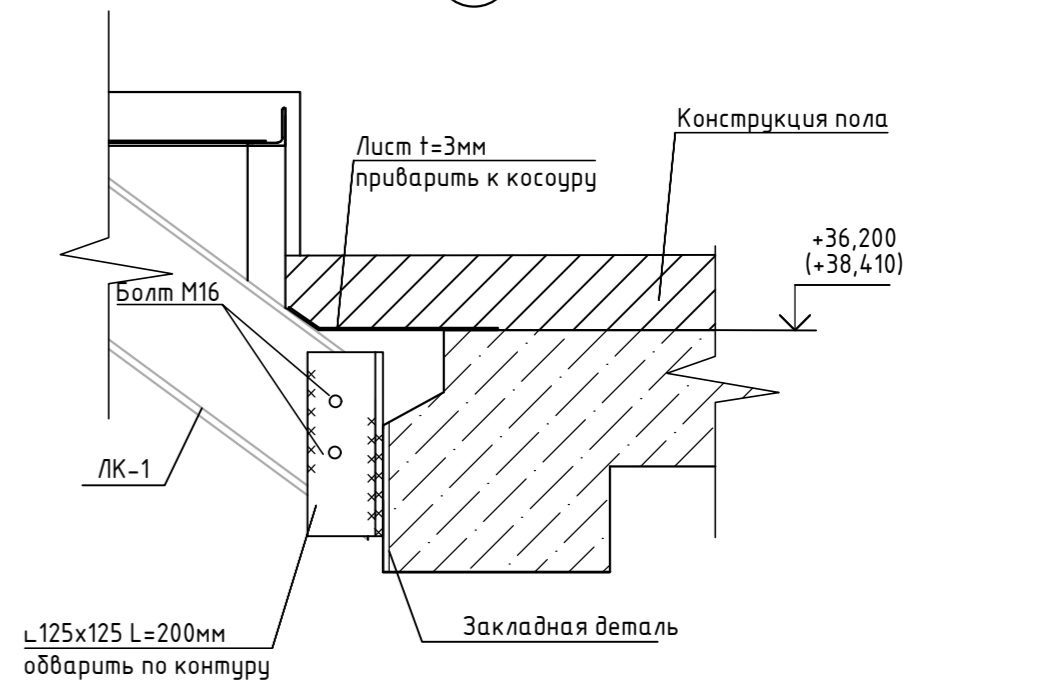 Конструкция пола
Лист t=3мм
приварить к косоуру
+36,200
(+38,410)
Болт М16
ЛК-1
∟125х125 L=200мм
обварить по контуру
Закладная деталь